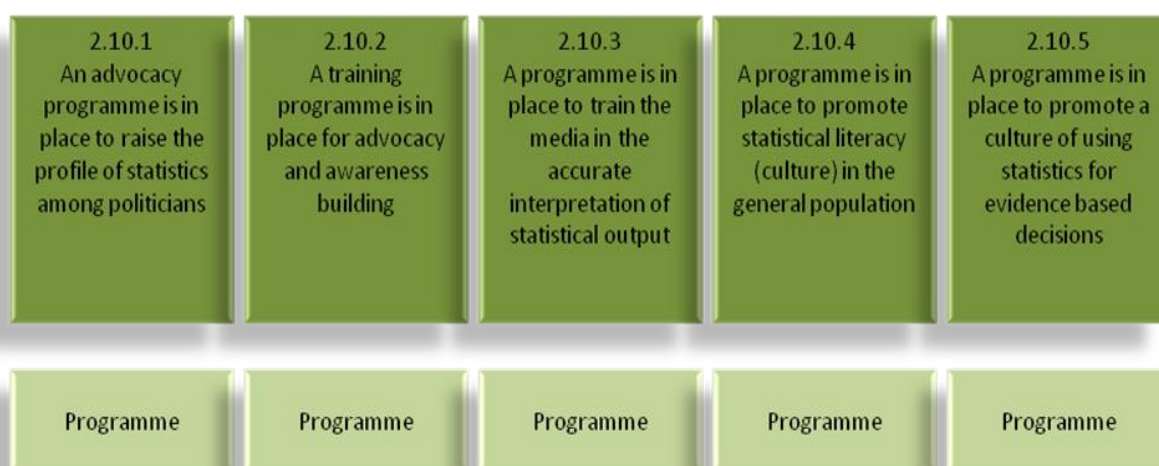 2.10.1
An advocacy
programme is in
place to raise the
profile of statistics
among politicians
2.10.2
A training
programme is in
place for advocacy
and awareness
building
2.10.3
A programme is in
place to train the
media in the
accurate
interpretation of
statistical output
2.10.4
A programme is in
place to promote
statistical literacy
(culture) in the
general population
2.10.5
A programme is in
place to promote a
culture of using
statistics for
evidence based
decisions
Programme
Programme
Programme
Programme
Programme